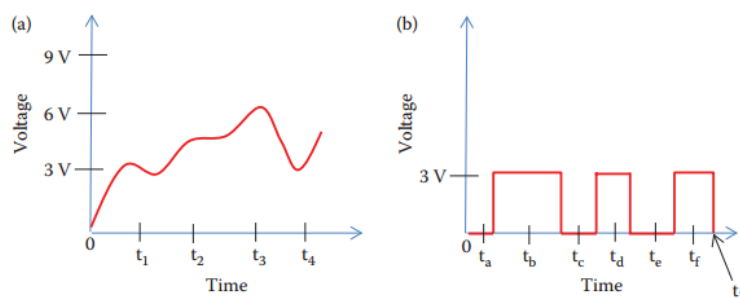 (a)
9 V
6 V
3 V
0
Voltage
t1
t2
t3
t4
Time
(b)
3 V
0
Voltage
ta
tb
tc
td
te
tf
Time